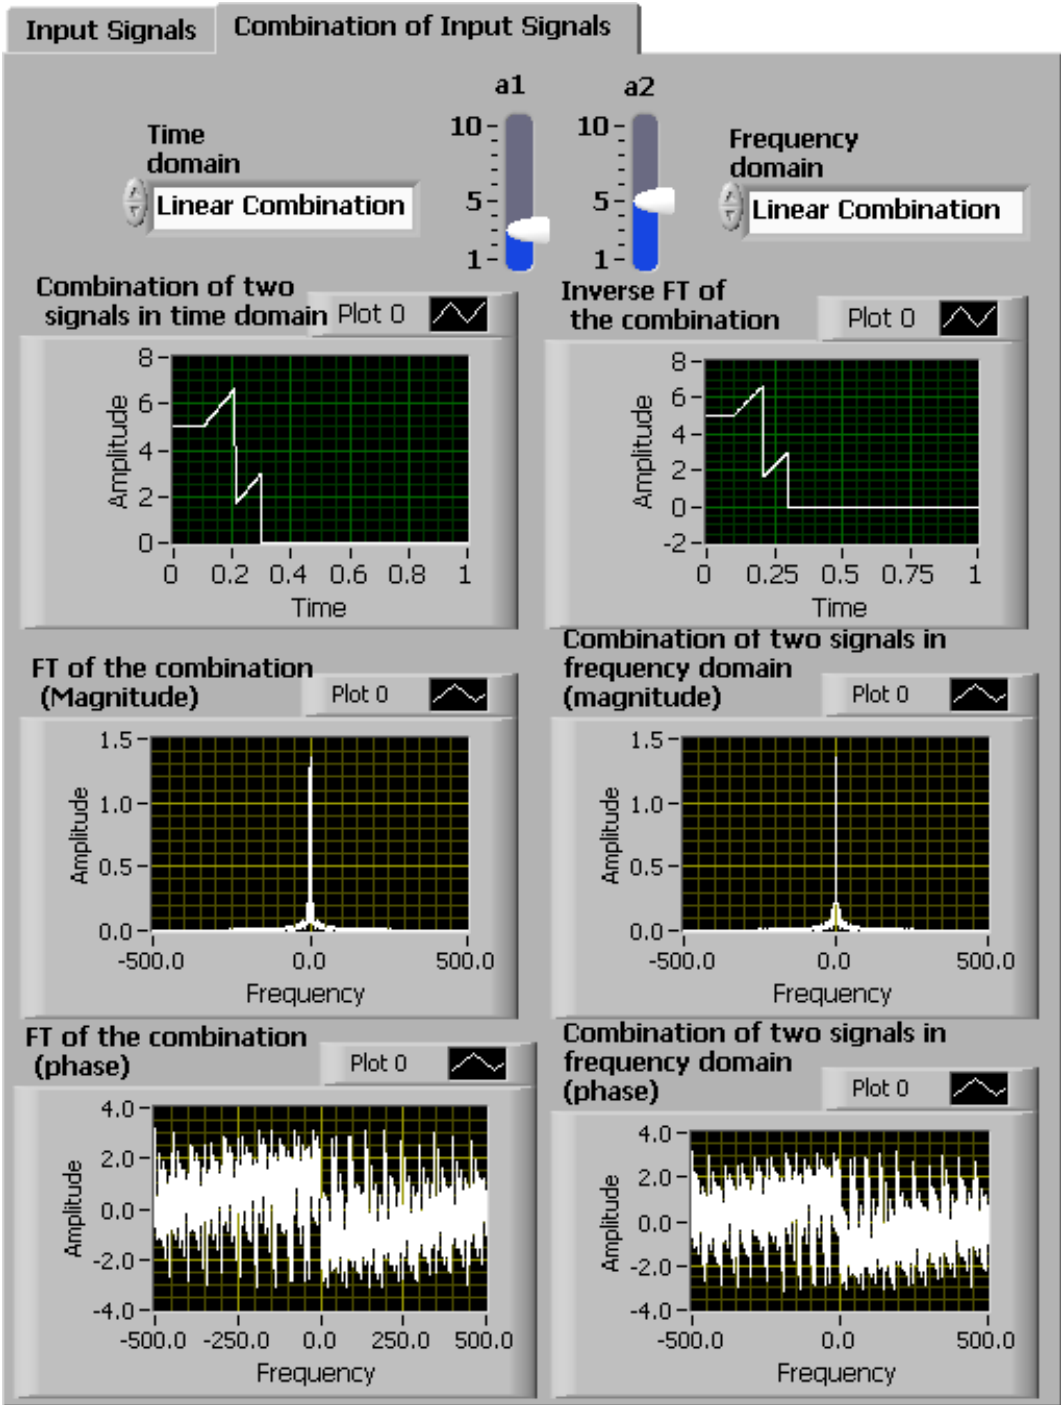 Input Signals
Combination of Input Signals
a1
a2
Time
domain
Linear Combination
10
5
1
10
5
1
Frequency
domain
Linear Combination
Combination of two
signals in time domain
Plot 0
Amplitude
8
6
4
2
0
0 0.2 0.4 0.6 0.8 1
Time
Inverse FT of
the combination
Plot 0
Amplitude
8
6
4
2
0
-2
0 0.25 0.5 0.75 1
Time
FT of the combination
(Magnitude)
Plot 0
Amplitude
1.5
1.0
0.5
0.0
-500.0 0.0 500.0
Frequency
Combination of two signals in
frequency domain
(magnitude)
Plot 0
Amplitude
1.5
1.0
0.5
0.0
-500.0 0.0 500.0
Frequency
FT of the combination
(phase)
Plot 0
Amplitude
4.0
2.0
0.0
-2.0
-4.0
-500.0 -250.0 0.0 250.0 500.0
Frequency
Combination of two signals in
frequency domain
(phase)
Plot 0
Amplitude
4.0
2.0
0.0
-2.0
-4.0
-500.0 0.0 500.0
Frequency